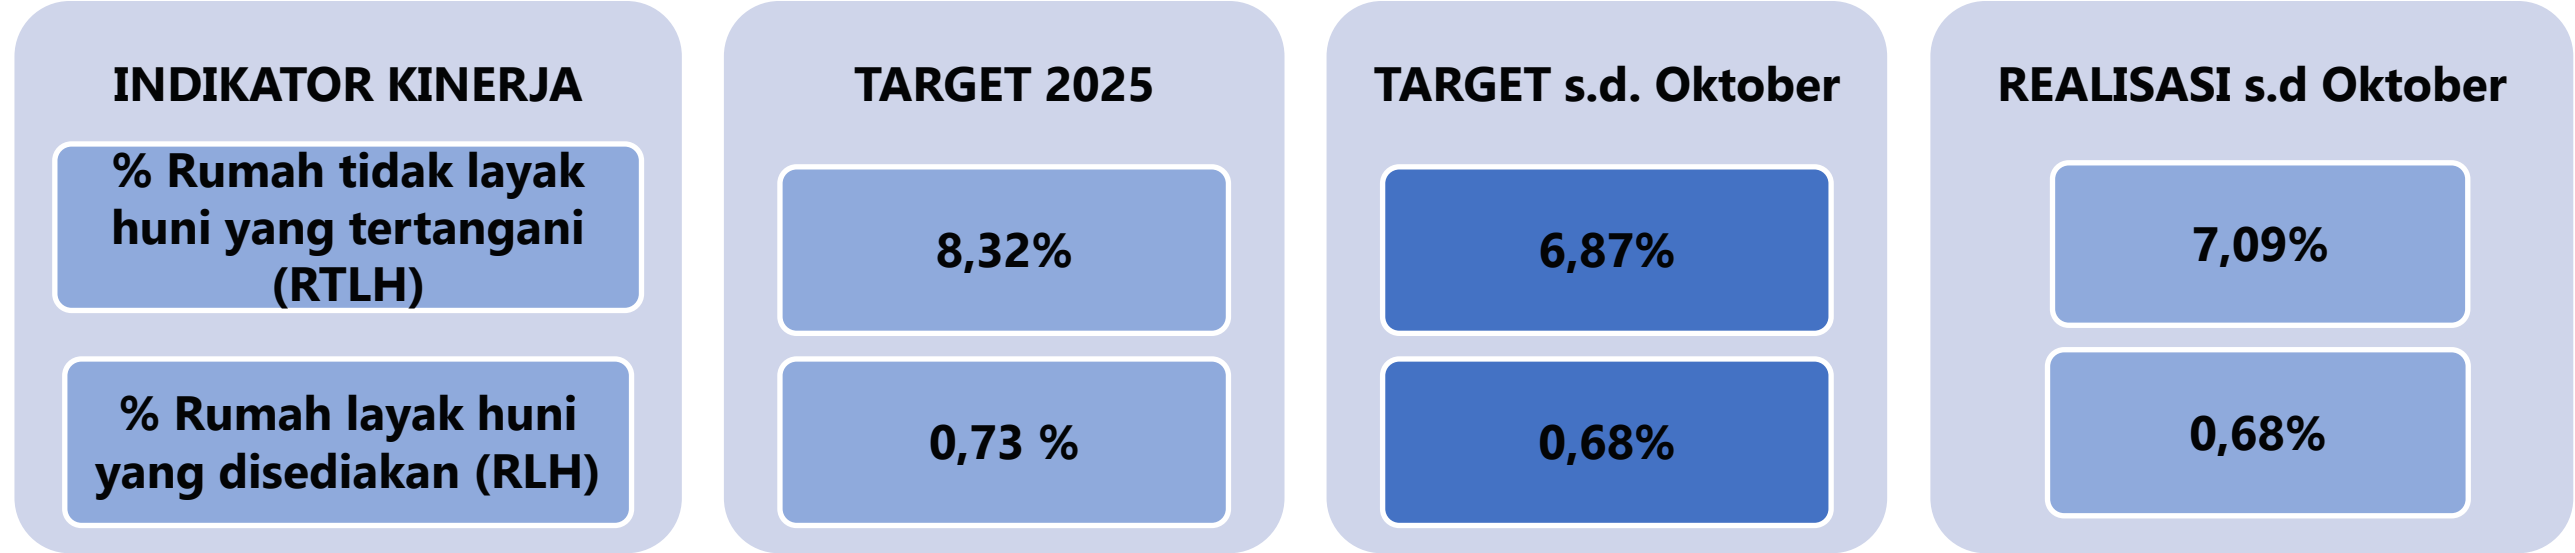 INDIKATOR KINERJA
% Rumah tidak layak
huni yang tertangani
(RTLH)
% Rumah layak huni
yang disediakan (RLH)
TARGET 2025
8,32%
0,73 %
TARGET s.d. Oktober
6,87%
0,68%
REALISASI s.d Oktober
7,09%
0,68%